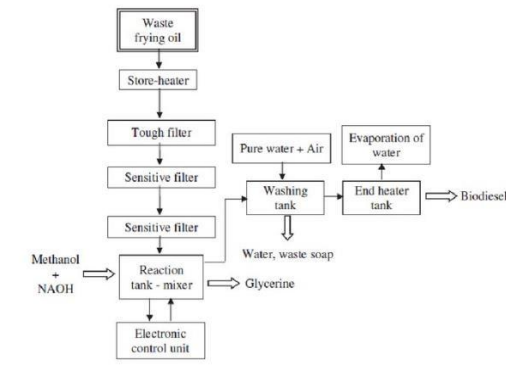 Waste
frying oil
Store-heater
Tough filter
Sensitive filter
Sensitive filter
Methanol
+
NAOH
Reaction
tank - mixer
Glycerine
Electronic
control unit
Pure water + Air
Washing
tank
Water, waste soap
Evaporation of
water
End heater
tank
Biodiesel